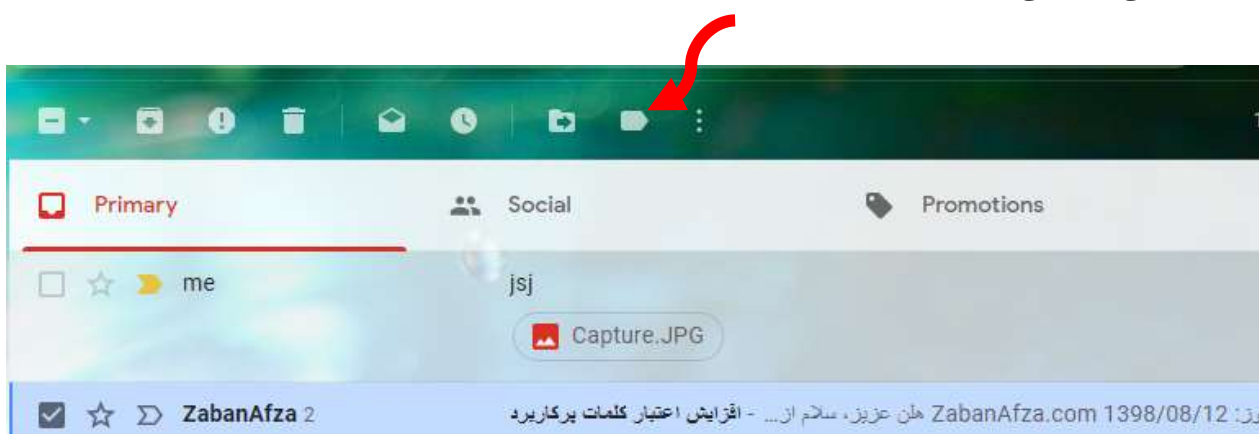 Primary
Social
Promotions
me
jsj
Capture.JPG
ZabanAfza 2
افزایش اعتبار کلمات پرکاربرد - ...هلن عزیز، سلام از ZabanAfza.com 1398/08/12 :